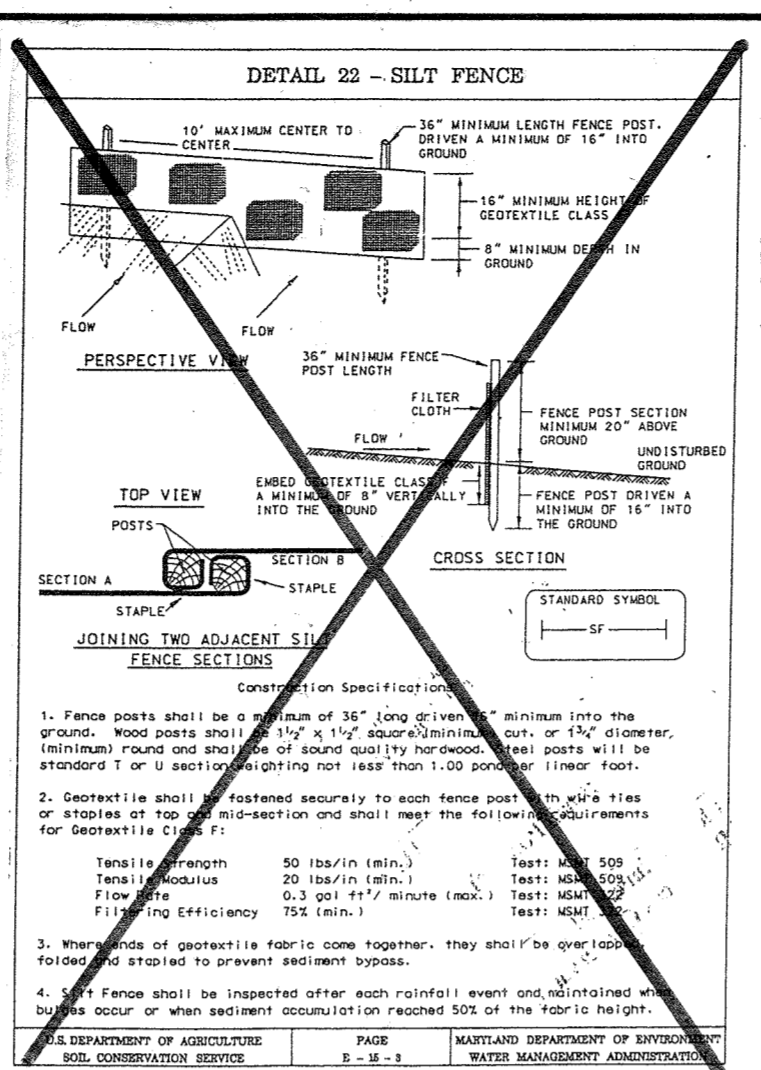 DETAIL 22 - SILT FENCE
10' MAXIMUM CENTER TO
CENTER
36" MINIMUM LENGTH FENCE POST.
DRIVEN A MINIMUM OF 16" INTO
GROUND
16" MINIMUM HEIGHT OF
GEOTEXTILE CLASS
8" MINIMUM DEPTH IN
GROUND
FLOW
FLOW
PERSPECTIVE VIEW
36" MINIMUM FENCE
POST LENGTH
FILTER
CLOTH
FLOW
FENCE POST SECTION
MINIMUM 20" ABOVE
GROUND
UNDISTURBED
GROUND
EMBED GEOTEXTILE CLASS F
A MINIMUM OF 8" VERTICALLY
INTO THE GROUND
FENCE POST DRIVEN A
MINIMUM OF 16" INTO
THE GROUND
CROSS SECTION
TOP VIEW
POSTS
SECTION B
SECTION A
STAPLE
STAPLE
JOINING TWO ADJACENT SILT
FENCE SECTIONS
STANDARD SYMBOL
SF
Construction Specifications
1. Fence posts shall be a minimum of 36" long driven 16" minimum into the
ground. Wood posts shall be 1 1/2" x 1 1/2" square (minimum) cut. or 1 3/4" diameter,
(minimum) round and shall be of sound quality hardwood. Steel posts will be
standard T or U section weighting not less than 1.00 pond per linear foot.
2. Geotextile shall be fastened securely to each fence post with wire ties
or staples at top and mid-section and shall meet the following requirements
for Geotextile Class F:
Tensile Strength 50 lbs/in (min.) Test: MSMT 509
Tensile Modulus 20 lbs/in (min.) Test: MSMT 509
Flow Rate 0.3 gal ft²/ minute (max.) Test: MSMT 322
Filtering Efficiency 75% (min.) Test: MSMT 322
3. Where ends of geotextile fabric come together. they shall be overlapped,
folded and stapled to prevent sediment bypass.
4. Silt Fence shall be inspected after each rainfall event and maintained when
bulges occur or when sediment accumulation reached 50% of the fabric height.
U.S. DEPARTMENT OF AGRICULTURE
SOIL CONSERVATION SERVICE
PAGE
E - 15 - 3
MARYLAND DEPARTMENT OF ENVIRONMENT
WATER MANAGEMENT ADMINISTRATION